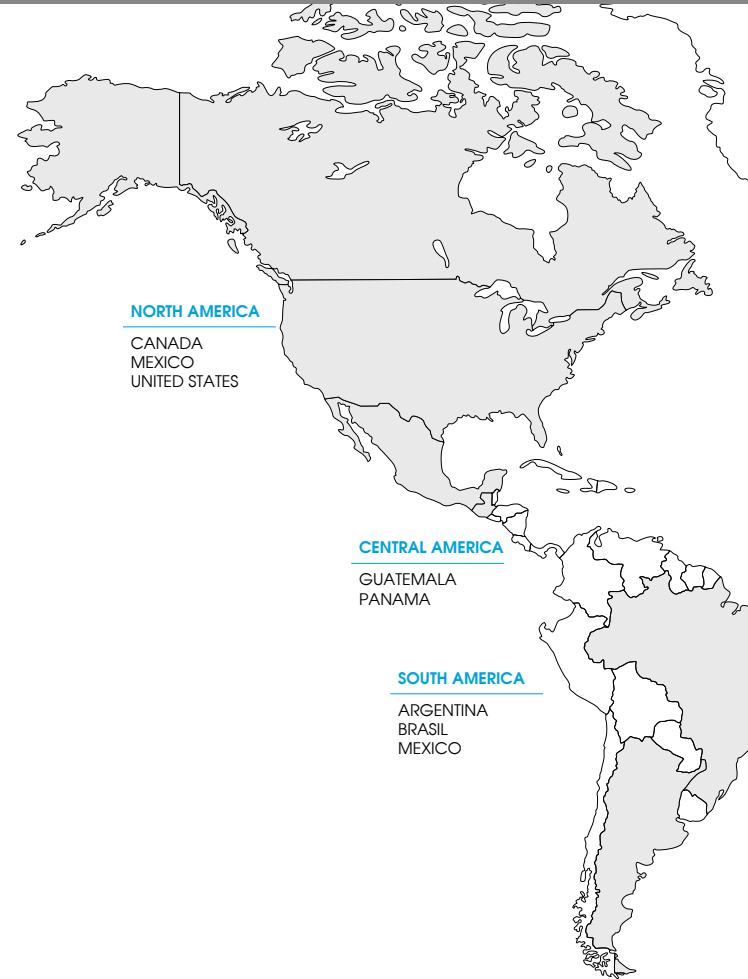 NORTH AMERICA
CANADA
MEXICO
UNITED STATES
CENTRAL AMERICA
GUATEMALA
PANAMA
SOUTH AMERICA
ARGENTINA
BRASIL
MEXICO